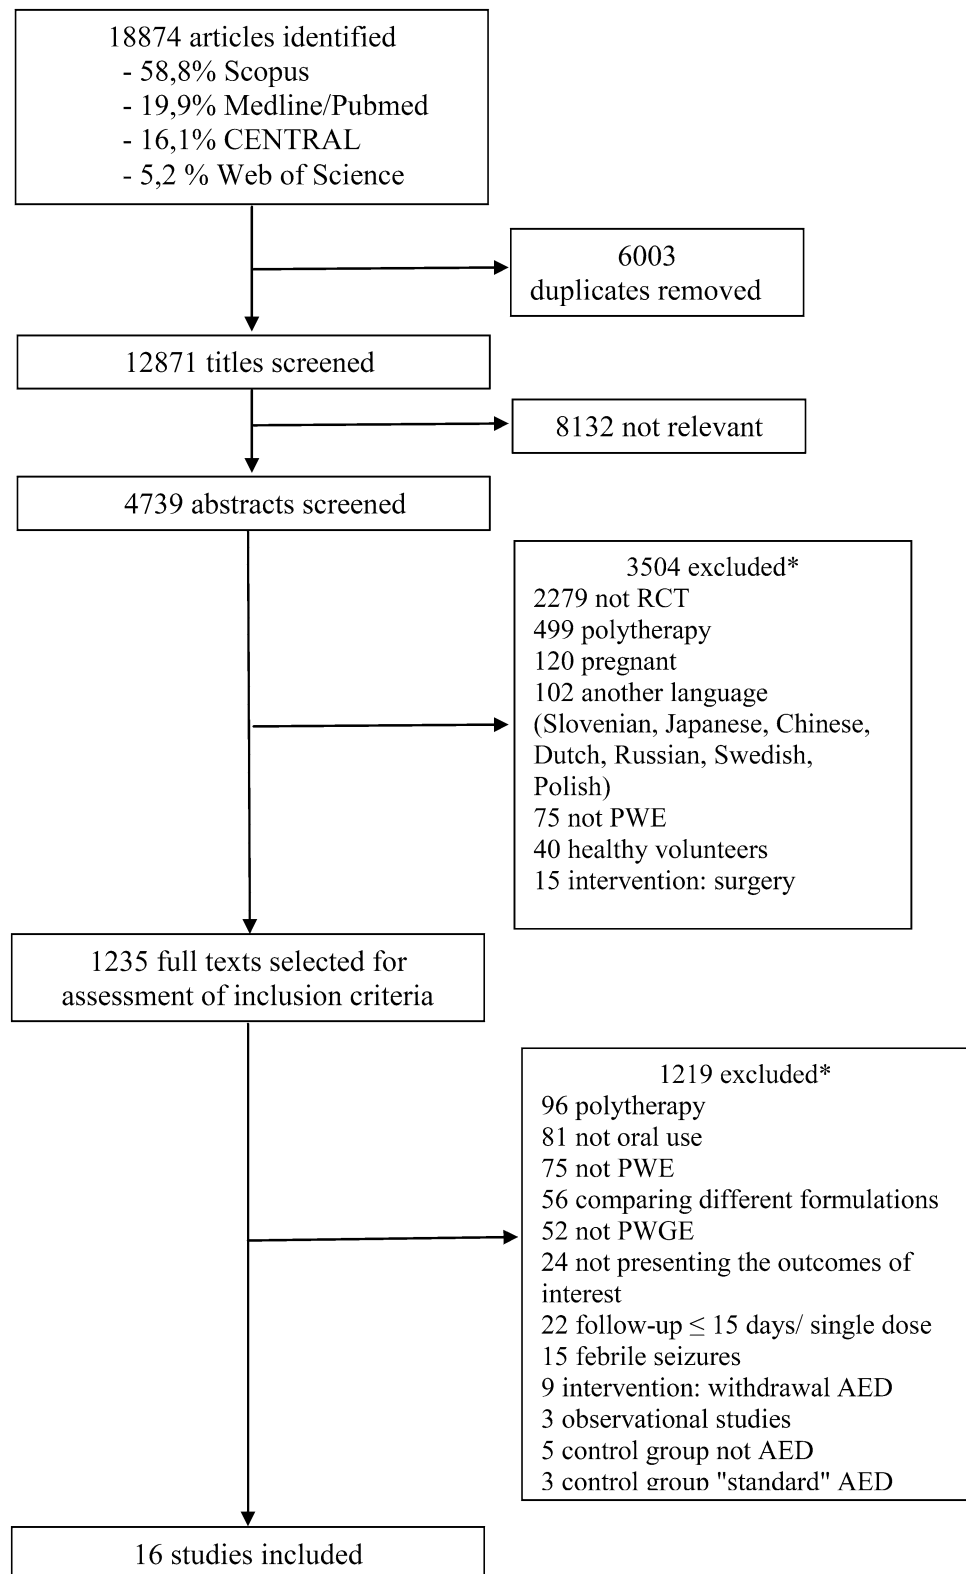 18874 articles identified
- 58,8% Scopus
- 19,9% Medline/Pubmed
- 16,1% CENTRAL
- 5,2 % Web of Science
6003
duplicates removed
12871 titles screened
8132 not relevant
4739 abstracts screened
3504 excluded*
2279 not RCT
499 polytherapy
120 pregnant
102 another language
(Slovenian, Japanese, Chinese,
Dutch, Russian, Swedish,
Polish)
75 not PWE
40 healthy volunteers
15 intervention: surgery
1235 full texts selected for
assessment of inclusion criteria
1219 excluded*
96 polytherapy
81 not oral use
75 not PWE
56 comparing different formulations
52 not PWGE
24 not presenting the outcomes of
interest
22 follow-up ≤ 15 days/ single dose
15 febrile seizures
9 intervention: withdrawal AED
3 observational studies
5 control group not AED
3 control group "standard" AED
16 studies included